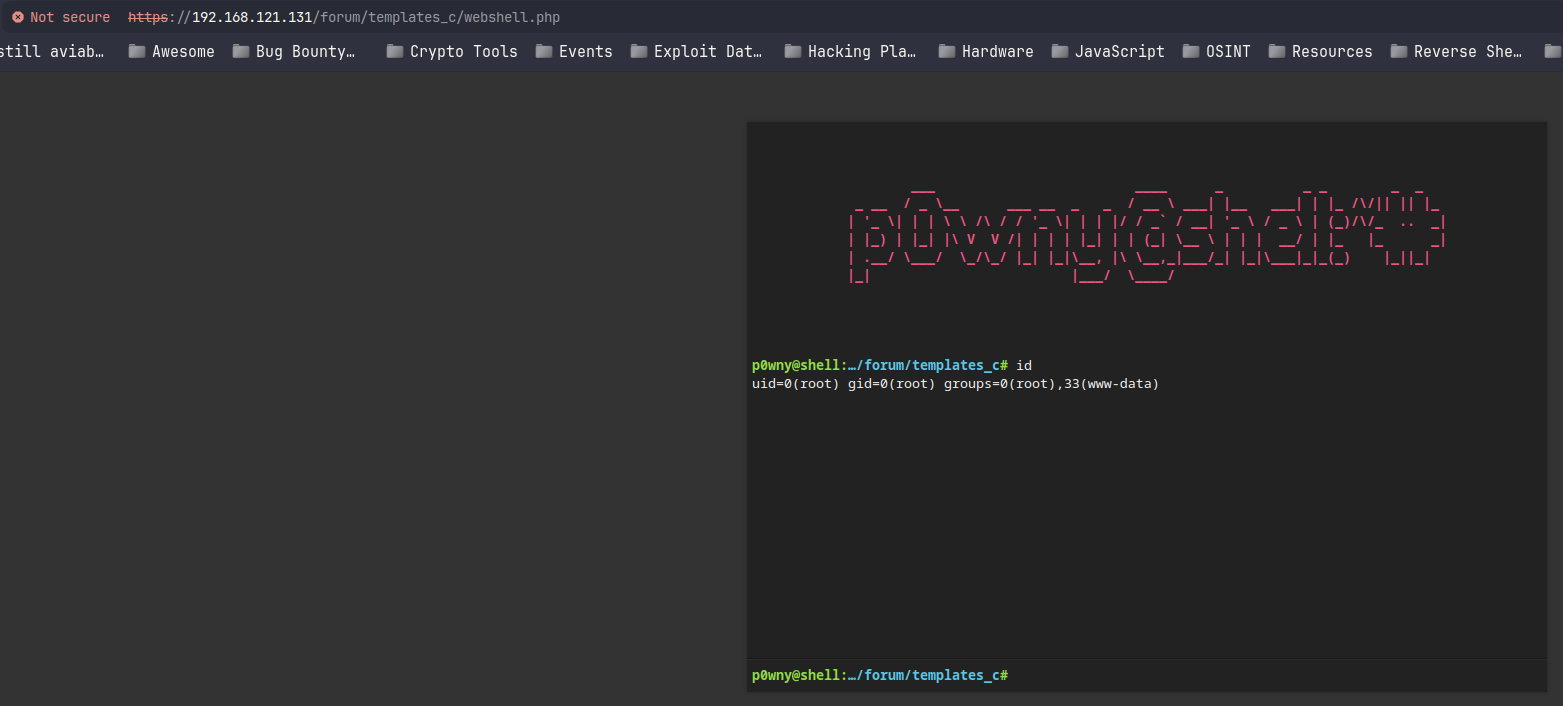 Not secure https://192.168.121.131/forum/templates_c/webshell.php
still aviab… Awesome Bug Bounty… Crypto Tools Events Exploit Dat… Hacking Pla… Hardware JavaScript OSINT Resources Reverse She…
p0wny@shell:~#
p0wny@shell:…/forum/templates_c# id
uid=0(root) gid=0(root) groups=0(root),33(www-data)
p0wny@shell:…/forum/templates_c#